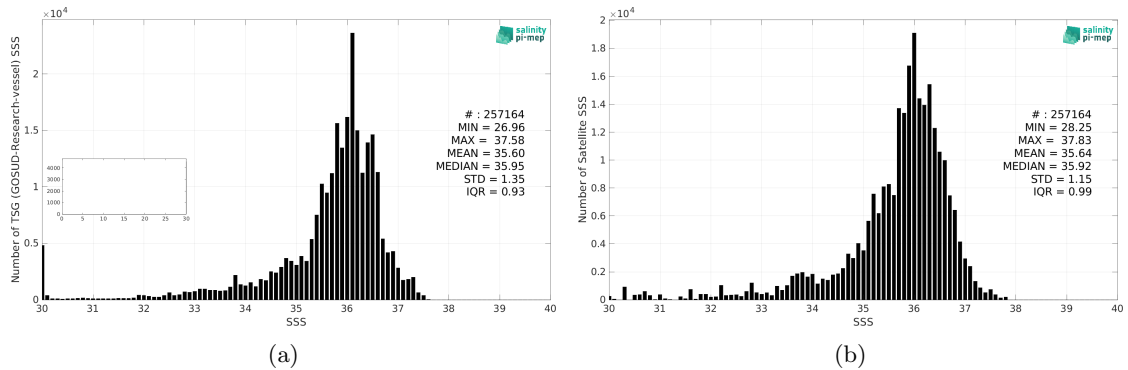 ×10⁴
salinity
pi-mep
Number of TSG (GOSUD-Research-vessel) SSS
2
1.5
1
0.5
0
# : 257164
MIN = 26.96
MAX = 37.58
MEAN = 35.60
MEDIAN = 35.95
STD = 1.35
IQR = 0.93
4000
3000
2000
1000
0
0 5 10 15 20 25 30
30 31 32 33 34 35 36 37 38 39 40
SSS
(a)
2 ×10⁴
salinity
pi-mep
Number of Satellite SSS
1.8
1.6
1.4
1.2
1
0.8
0.6
0.4
0.2
0
# : 257164
MIN = 28.25
MAX = 37.83
MEAN = 35.64
MEDIAN = 35.92
STD = 1.15
IQR = 0.99
30 31 32 33 34 35 36 37 38 39 40
SSS
(b)